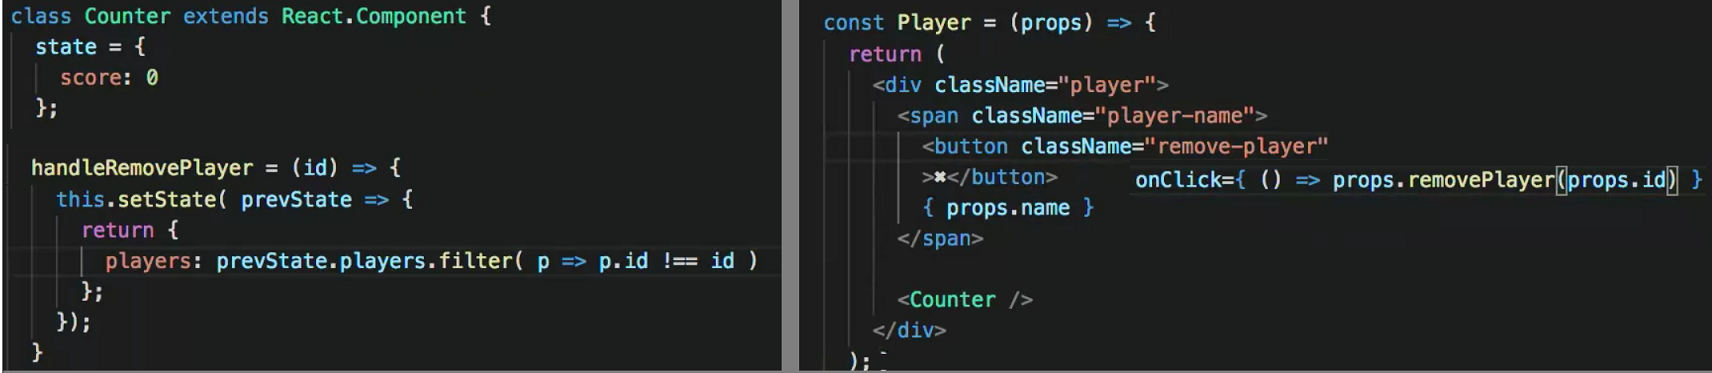 class Counter extends React.Component {
state = {
score: 0
};
handleRemovePlayer = (id) => {
this.setState( prevState => {
return {
players: prevState.players.filter( p => p.id !== id )
};
});
}
const Player = (props) => {
return (
<div className="player">
<span className="player-name">
<button className="remove-player"
onClick={ () => props.removePlayer(props.id) }
>✖</button>
{ props.name }
</span>
<Counter />
</div>
);